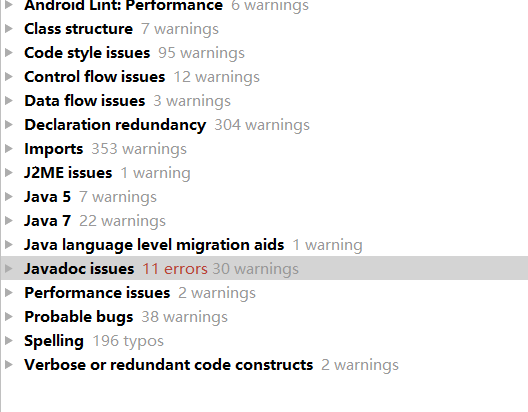 Android Lint: Performance 6 warnings
Class structure 7 warnings
Code style issues 95 warnings
Control flow issues 12 warnings
Data flow issues 3 warnings
Declaration redundancy 304 warnings
Imports 353 warnings
J2ME issues 1 warning
Java 5 7 warnings
Java 7 22 warnings
Java language level migration aids 1 warning
Javadoc issues 11 errors 30 warnings
Performance issues 2 warnings
Probable bugs 38 warnings
Spelling 196 typos
Verbose or redundant code constructs 2 warnings